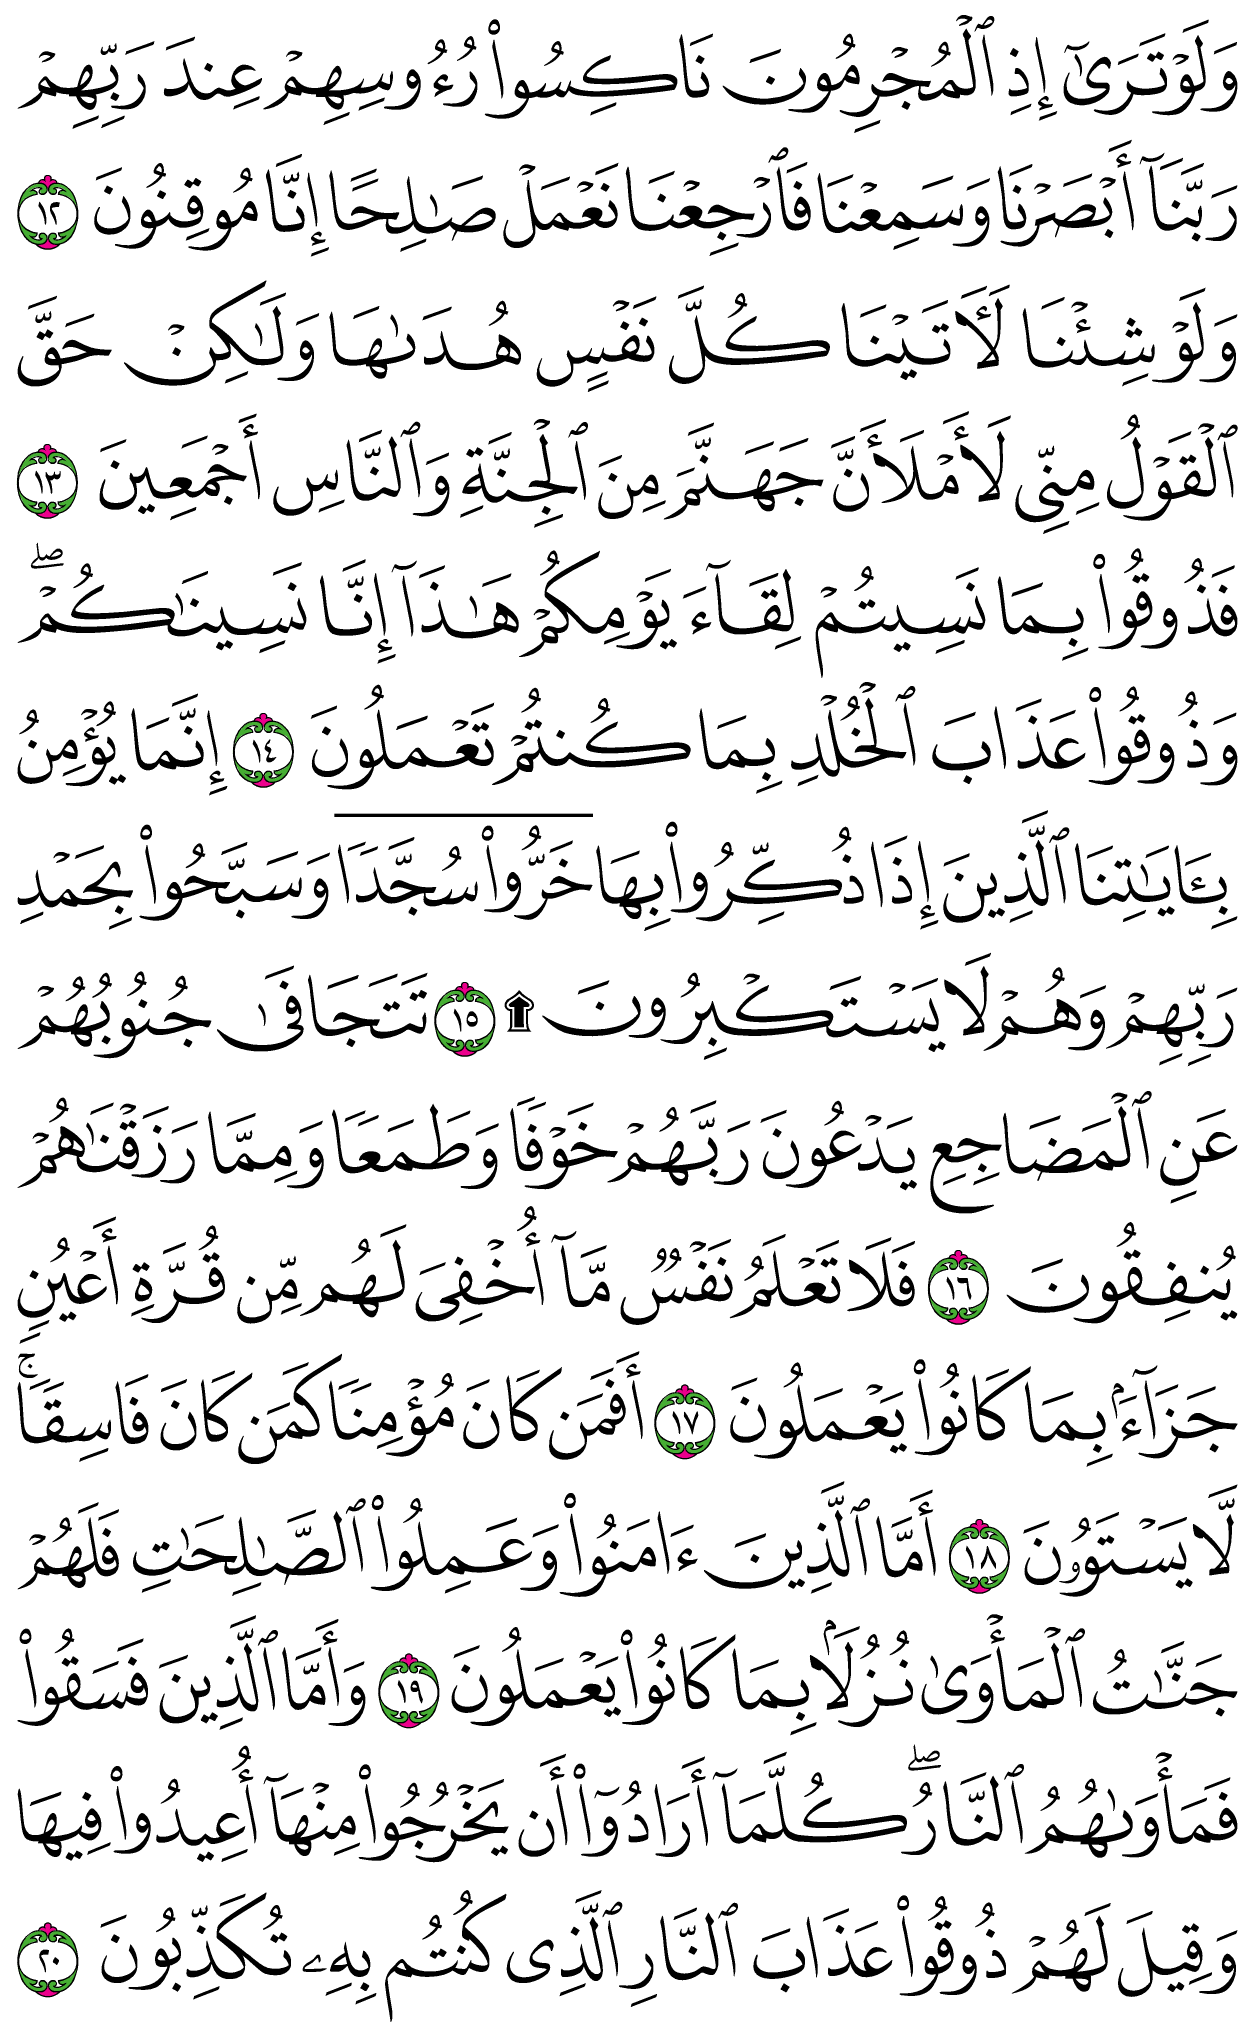 وَلَوۡ تَرَىٰٓ إِذِ ٱلۡمُجۡرِمُونَ نَاكِسُواْ رُءُوسِهِمۡ عِندَ رَبِّهِمۡ
رَبَّنَآ أَبۡصَرۡنَا وَسَمِعۡنَا فَٱرۡجِعۡنَا نَعۡمَلۡ صَٰلِحًا إِنَّا مُوقِنُونَ ١٢
وَلَوۡ شِئۡنَا لَأٓتَيۡنَا كُلَّ نَفۡسٍ هُدَىٰهَا وَلَٰكِنۡ حَقَّ
ٱلۡقَوۡلُ مِنِّي لَأَمۡلَأَنَّ جَهَنَّمَ مِنَ ٱلۡجِنَّةِ وَٱلنَّاسِ أَجۡمَعِينَ ١٣
فَذُوقُواْ بِمَا نَسِيتُمۡ لِقَآءَ يَوۡمِكُمۡ هَٰذَآ إِنَّا نَسِينَٰكُمۡۖ
وَذُوقُواْ عَذَابَ ٱلۡخُلۡدِ بِمَا كُنتُمۡ تَعۡمَلُونَ ١٤ إِنَّمَا يُؤۡمِنُ
بِـَٔايَٰتِنَا ٱلَّذِينَ إِذَا ذُكِّرُواْ بِهَا خَرُّواْ سُجَّدٗا وَسَبَّحُواْ بِحَمۡدِ
رَبِّهِمۡ وَهُمۡ لَا يَسۡتَكۡبِرُونَ ۩ ١٥ تَتَجَافَىٰ جُنُوبُهُمۡ
عَنِ ٱلۡمَضَاجِعِ يَدۡعُونَ رَبَّهُمۡ خَوۡفٗا وَطَمَعٗا وَمِمَّا رَزَقۡنَٰهُمۡ
يُنفِقُونَ ١٦ فَلَا تَعۡلَمُ نَفۡسٞ مَّآ أُخۡفِيَ لَهُم مِّن قُرَّةِ أَعۡيُنٖ
جَزَآءَۢ بِمَا كَانُواْ يَعۡمَلُونَ ١٧ أَفَمَن كَانَ مُؤۡمِنٗا كَمَن كَانَ فَاسِقٗاۚ
لَّا يَسۡتَوُۥنَ ١٨ أَمَّا ٱلَّذِينَ ءَامَنُواْ وَعَمِلُواْ ٱلصَّٰلِحَٰتِ فَلَهُمۡ
جَنَّٰتُ ٱلۡمَأۡوَىٰ نُزُلَۢا بِمَا كَانُواْ يَعۡمَلُونَ ١٩ وَأَمَّا ٱلَّذِينَ فَسَقُواْ
فَمَأۡوَىٰهُمُ ٱلنَّارُۖ كُلَّمَآ أَرَادُوٓاْ أَن يَخۡرُجُواْ مِنۡهَآ أُعِيدُواْ فِيهَا
وَقِيلَ لَهُمۡ ذُوقُواْ عَذَابَ ٱلنَّارِ ٱلَّذِي كُنتُم بِهِۦ تُكَذِّبُونَ ٢٠